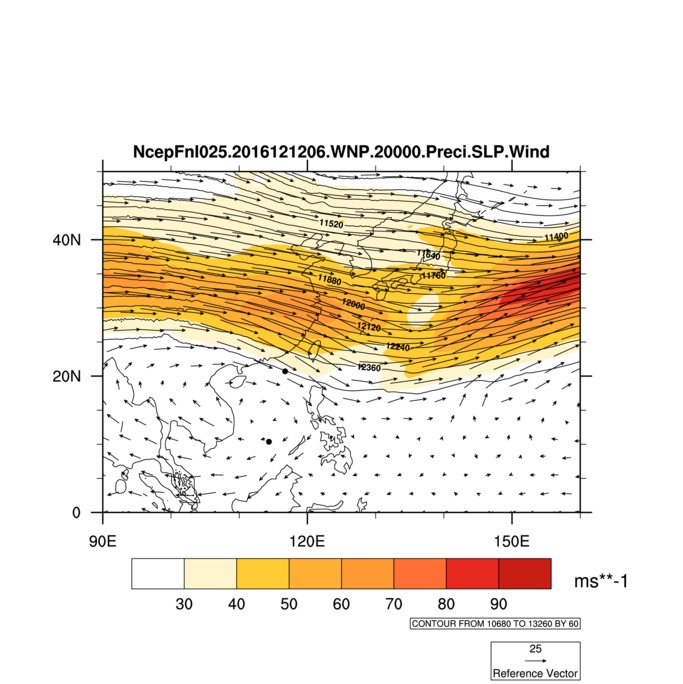 NcepFnl025.2016121206.WNP.20000.Preci.SLP.Wind
11520
11400
40N
11640
11880
11760
12000
12120
12240
12360
20N
0
90E
120E
150E
ms**-1
30
40
50
60
70
80
90
CONTOUR FROM 10680 TO 13260 BY 60
25
Reference Vector